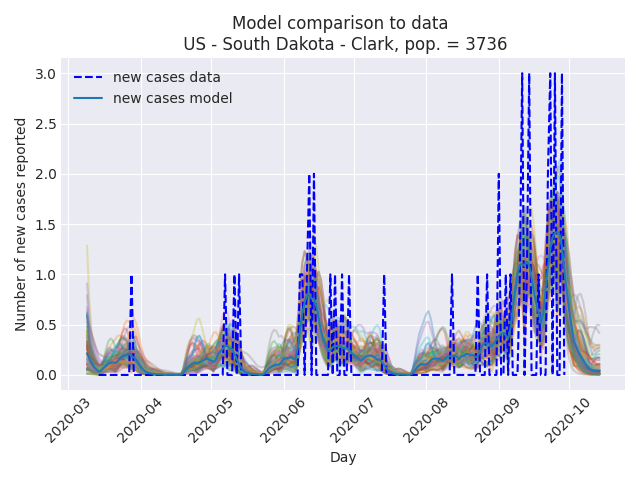 Model comparison to data
US - South Dakota - Clark, pop. = 3736
new cases data
new cases model
Number of new cases reported
3.0
2.5
2.0
1.5
1.0
0.5
0.0
2020-03
2020-04
2020-05
2020-06
2020-07
2020-08
2020-09
2020-10
Day